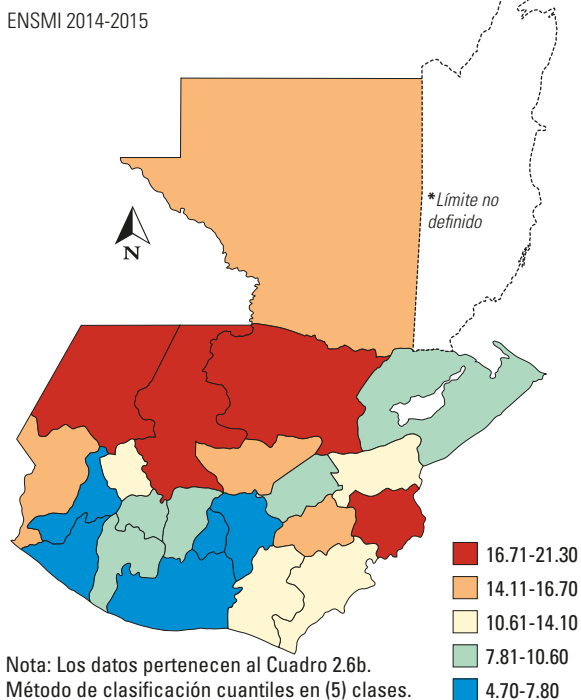 ENSMI 2014-2015
*Límite no
definido
N
16.71-21.30
14.11-16.70
10.61-14.10
7.81-10.60
4.70-7.80
Nota: Los datos pertenecen al Cuadro 2.6b.
Método de clasificación cuantiles en (5) clases.